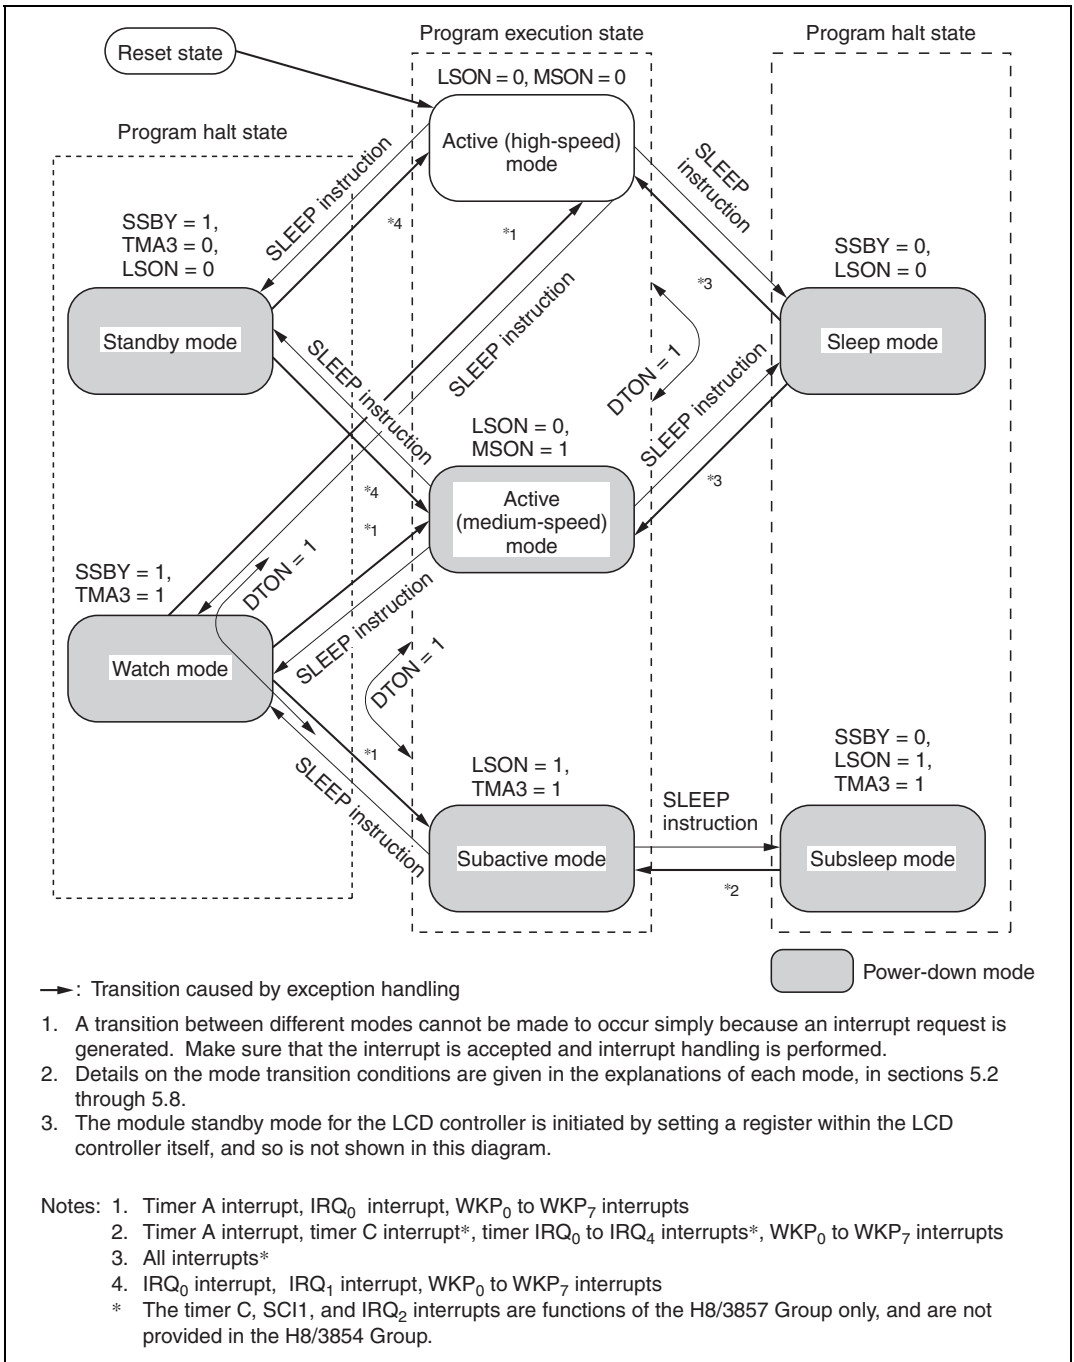 Program execution state
Program halt state
Reset state
LSON = 0, MSON = 0
Active (high-speed)
mode
Program halt state
SLEEP instruction
SLEEP
instruction
*4
*1
*3
SSBY = 1,
TMA3 = 0,
LSON = 0
SSBY = 0,
LSON = 0
Standby mode
Sleep mode
SLEEP instruction
SLEEP instruction
DTON = 1
SLEEP instruction
LSON = 0,
MSON = 1
Active
(medium-speed)
mode
*4
*1
*3
DTON = 1
SSBY = 1,
TMA3 = 1
Watch mode
SLEEP instruction
DTON = 1
*1
SLEEP instruction
LSON = 1,
TMA3 = 1
SSBY = 0,
LSON = 1,
TMA3 = 1
SLEEP
instruction
Subactive mode
Subsleep mode
*2
Power-down mode
: Transition caused by exception handling
1. A transition between different modes cannot be made to occur simply because an interrupt request is
generated. Make sure that the interrupt is accepted and interrupt handling is performed.
2. Details on the mode transition conditions are given in the explanations of each mode, in sections 5.2
through 5.8.
3. The module standby mode for the LCD controller is initiated by setting a register within the LCD
controller itself, and so is not shown in this diagram.
Notes: 1. Timer A interrupt, IRQ0 interrupt, WKP0 to WKP7 interrupts
2. Timer A interrupt, timer C interrupt*, timer IRQ0 to IRQ4 interrupts*, WKP0 to WKP7 interrupts
3. All interrupts*
4. IRQ0 interrupt, IRQ1 interrupt, WKP0 to WKP7 interrupts
* The timer C, SCI1, and IRQ2 interrupts are functions of the H8/3857 Group only, and are not
provided in the H8/3854 Group.